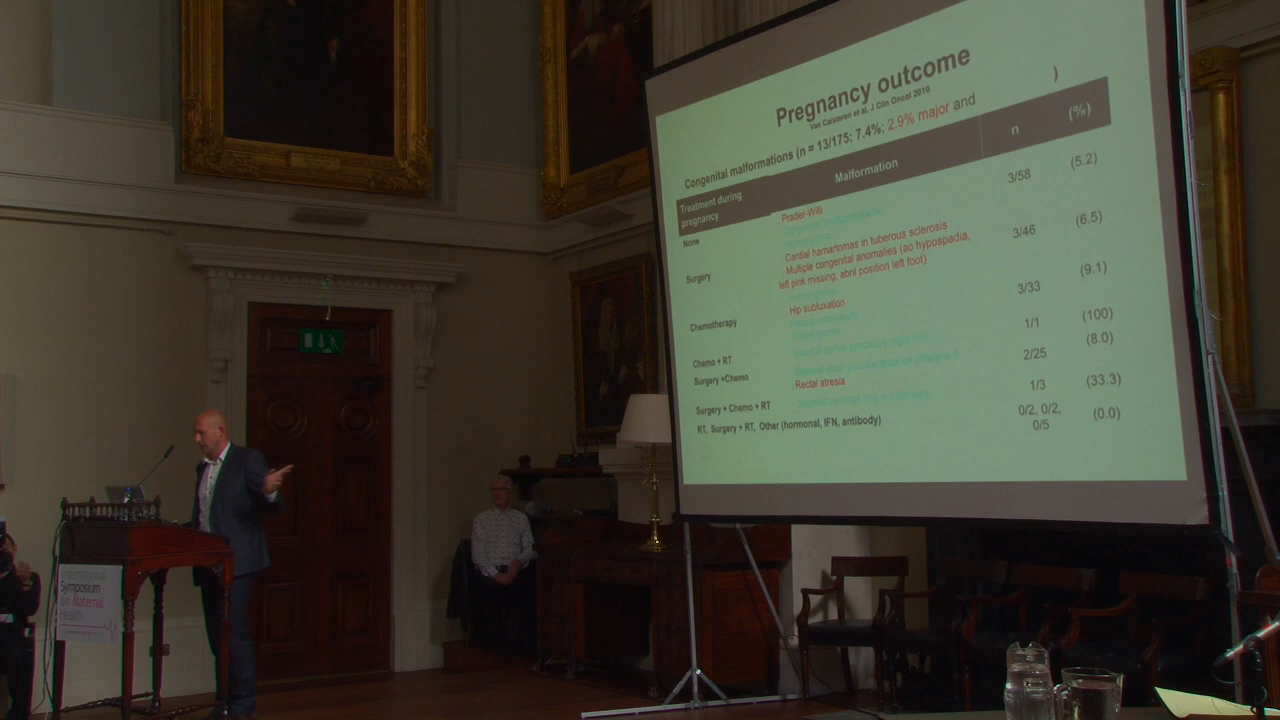 Pregnancy outcome
Van Calsteren et al, J Clin Oncol 2010
Congenital malformations (n = 13/175: 7.4%; 2.9% major and
)
Treatment during pregnancy Malformation n (%)
None Prader-Willi 3/58 (5.2)
Surgery Cardial hamartomas in tuberous sclerosis 3/46 (6.5)
. Multiple congenital anomalies (ao hypospadia,
left pink missing, abnl position left foot)
Chemotherapy Hip subluxation 3/33 (9.1)
Chemo + RT 1/1 (100)
Surgery +Chemo 2/25 (8.0)
Rectal atresia
Surgery + Chemo + RT 1/3 (33.3)
RT, Surgery + RT, Other (hormonal, IFN, antibody) 0/2, 0/2, (0.0)
0/5
International
Symposium
on Maternal
Health